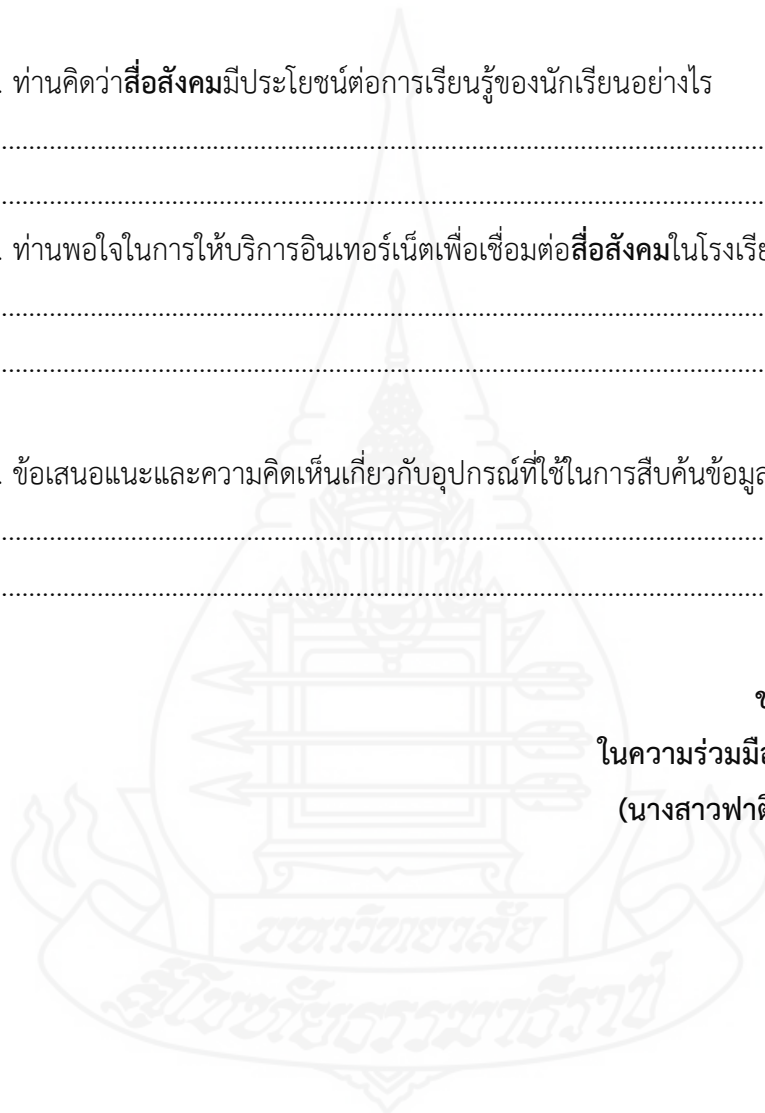 . ท่านคิดว่าสื่อสังคมมีประโยชน์ต่อการเรียนรู้ของนักเรียนอย่างไร
................................................................................................................
................................................................................................................
. ท่านพอใจในการให้บริการอินเทอร์เน็ตเพื่อเชื่อมต่อสื่อสังคมในโรงเรีย
................................................................................................................
................................................................................................................
. ข้อเสนอแนะและความคิดเห็นเกี่ยวกับอุปกรณ์ที่ใช้ในการสืบค้นข้อมูล
................................................................................................................
................................................................................................................
ข
ในความร่วมมือ
(นางสาวฟาตี
มหาวิทยาลัย
สุโขทัยธรรมาธิราช